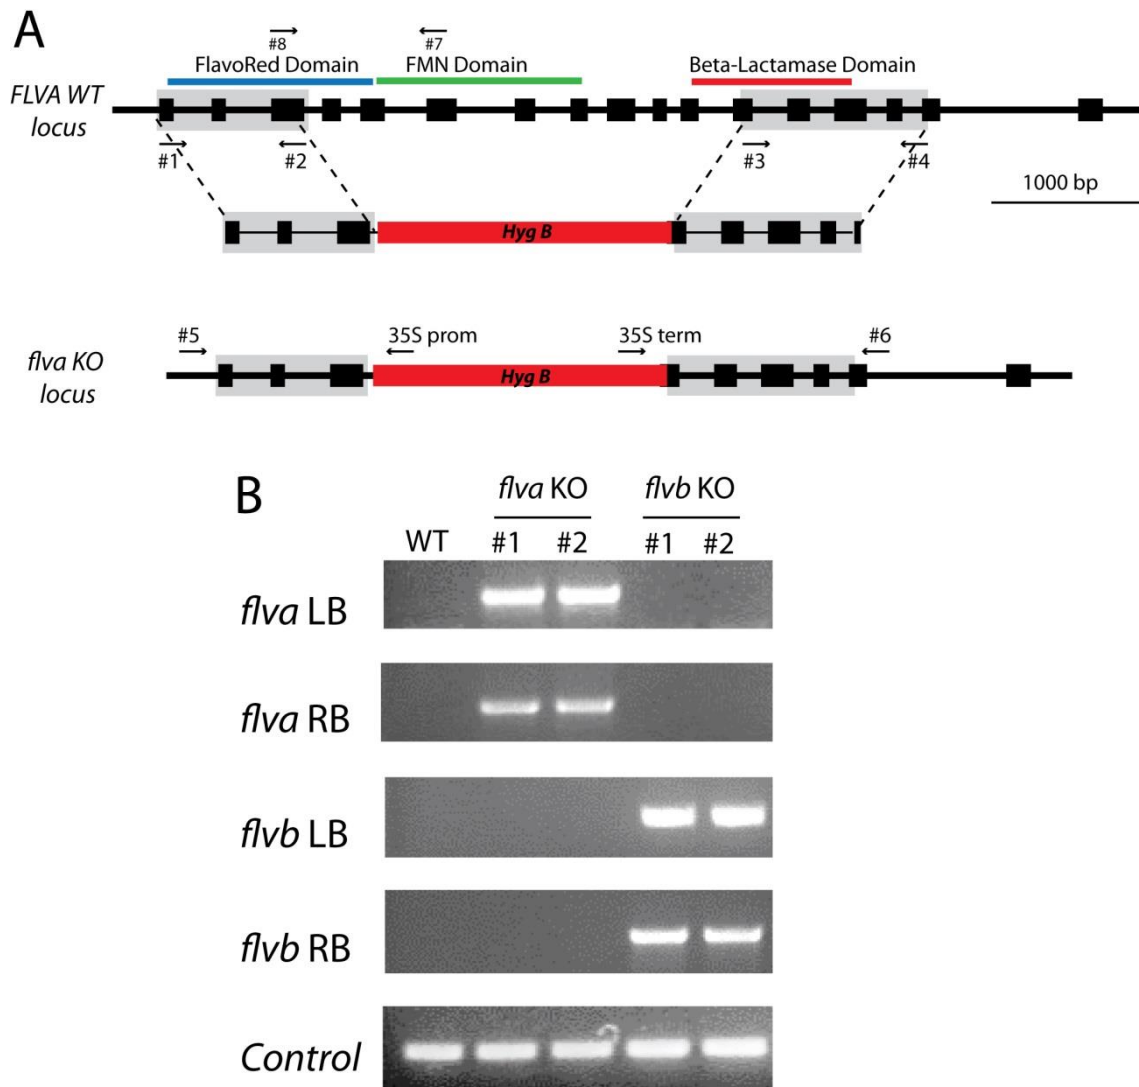 A
#8
#7
FlavoRed Domain
FMN Domain
Beta-Lactamase Domain
FLVA WT
locus
#1
#2
#3
#4
1000 bp
Hyg B
#5
35S prom
35S term
#6
flva KO
locus
Hyg B
B
flva KO
flvb KO
WT
#1
#2
#1
#2
flva LB
flva RB
flvb LB
flvb RB
Control